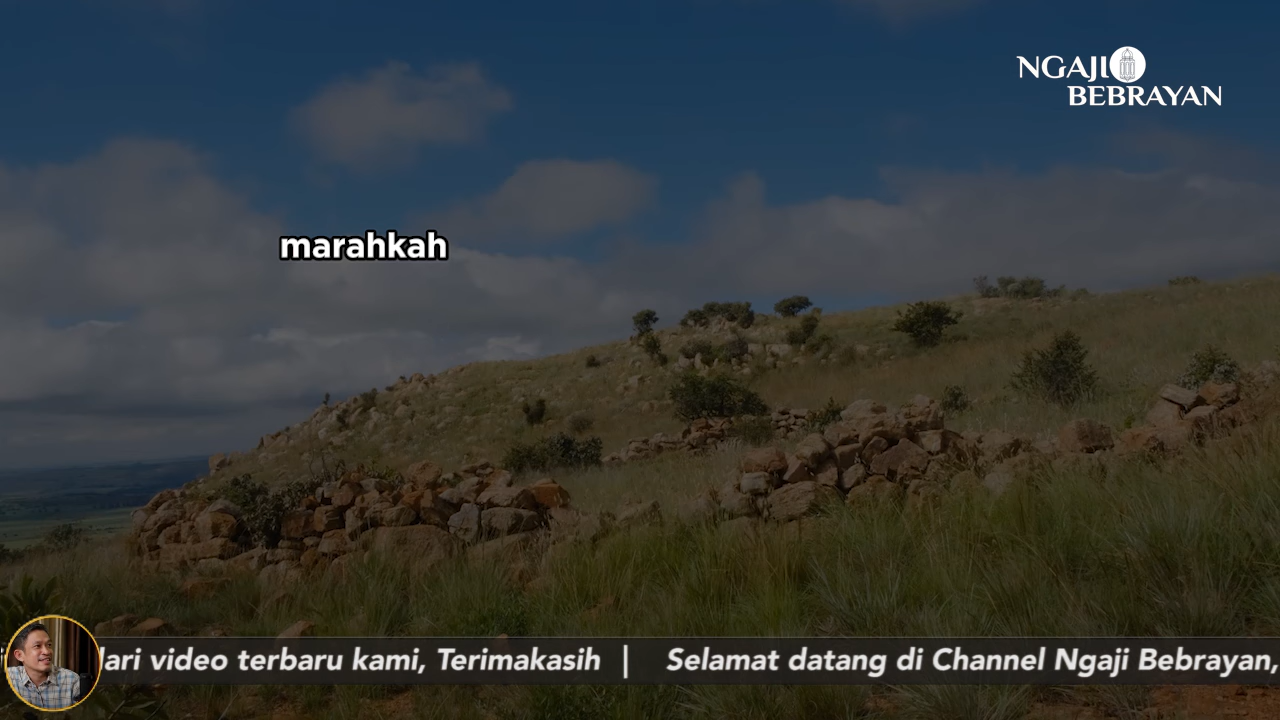 NGAJI
BEBRAYAN
marahkah
dari video terbaru kami, Terimakasih | Selamat datang di Channel Ngaji Bebrayan,